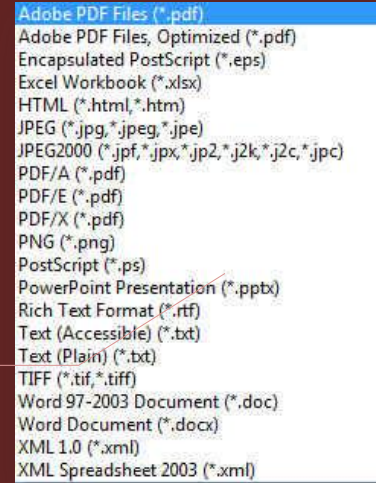 Adobe PDF Files (*.pdf)
Adobe PDF Files, Optimized (*.pdf)
Encapsulated PostScript (*.eps)
Excel Workbook (*.xlsx)
HTML (*.html,*.htm)
JPEG (*.jpg,*.jpeg,*.jpe)
JPEG2000 (*.jpf,*.jpx,*.jp2,*.j2k,*.j2c,*.jpc)
PDF/A (*.pdf)
PDF/E (*.pdf)
PDF/X (*.pdf)
PNG (*.png)
PostScript (*.ps)
PowerPoint Presentation (*.pptx)
Rich Text Format (*.rtf)
Text (Accessible) (*.txt)
Text (Plain) (*.txt)
TIFF (*.tif,*.tiff)
Word 97-2003 Document (*.doc)
Word Document (*.docx)
XML 1.0 (*.xml)
XML Spreadsheet 2003 (*.xml)